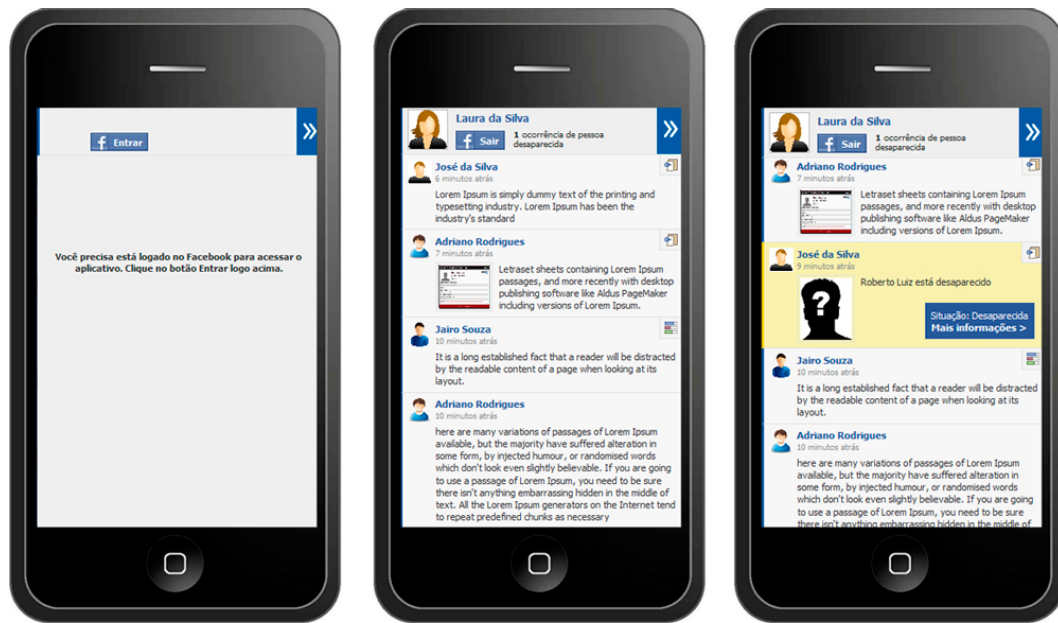 Entrar
Você precisa está logado no Facebook para acessar o
aplicativo. Clique no botão Entrar logo acima.
Laura da Silva
Sair
1 ocorrência de pessoa
desaparecida
José da Silva
6 minutos atrás
Lorem Ipsum is simply dummy text of the printing and
typesetting industry. Lorem Ipsum has been the
industry's standard
Adriano Rodrigues
7 minutos atrás
Letraset sheets containing Lorem Ipsum
passages, and more recently with desktop
publishing software like Aldus PageMaker
including versions of Lorem Ipsum.
Jairo Souza
10 minutos atrás
It is a long established fact that a reader will be distracted
by the readable content of a page when looking at its
layout.
Adriano Rodrigues
10 minutos atrás
here are many variations of passages of Lorem Ipsum
available, but the majority have suffered alteration in
some form, by injected humour, or randomised words
which don't look even slightly believable. If you are going
to use a passage of Lorem Ipsum, you need to be sure
there isn't anything embarrassing hidden in the middle of
text. All the Lorem Ipsum generators on the Internet tend
to repeat predefined chunks as necessary
Laura da Silva
Sair
1 ocorrência de pessoa
desaparecida
Adriano Rodrigues
7 minutos atrás
Letraset sheets containing Lorem Ipsum
passages, and more recently with desktop
publishing software like Aldus PageMaker
including versions of Lorem Ipsum.
José da Silva
9 minutos atrás
Roberto Luiz está desaparecido
Situação: Desaparecida
Mais informações >
Jairo Souza
10 minutos atrás
It is a long established fact that a reader will be distracted
by the readable content of a page when looking at its
layout.
Adriano Rodrigues
10 minutos atrás
here are many variations of passages of Lorem Ipsum
available, but the majority have suffered alteration in
some form, by injected humour, or randomised words
which don't look even slightly believable. If you are going
to use a passage of Lorem Ipsum, you need to be sure
there isn't anything embarrassing hidden in the middle of